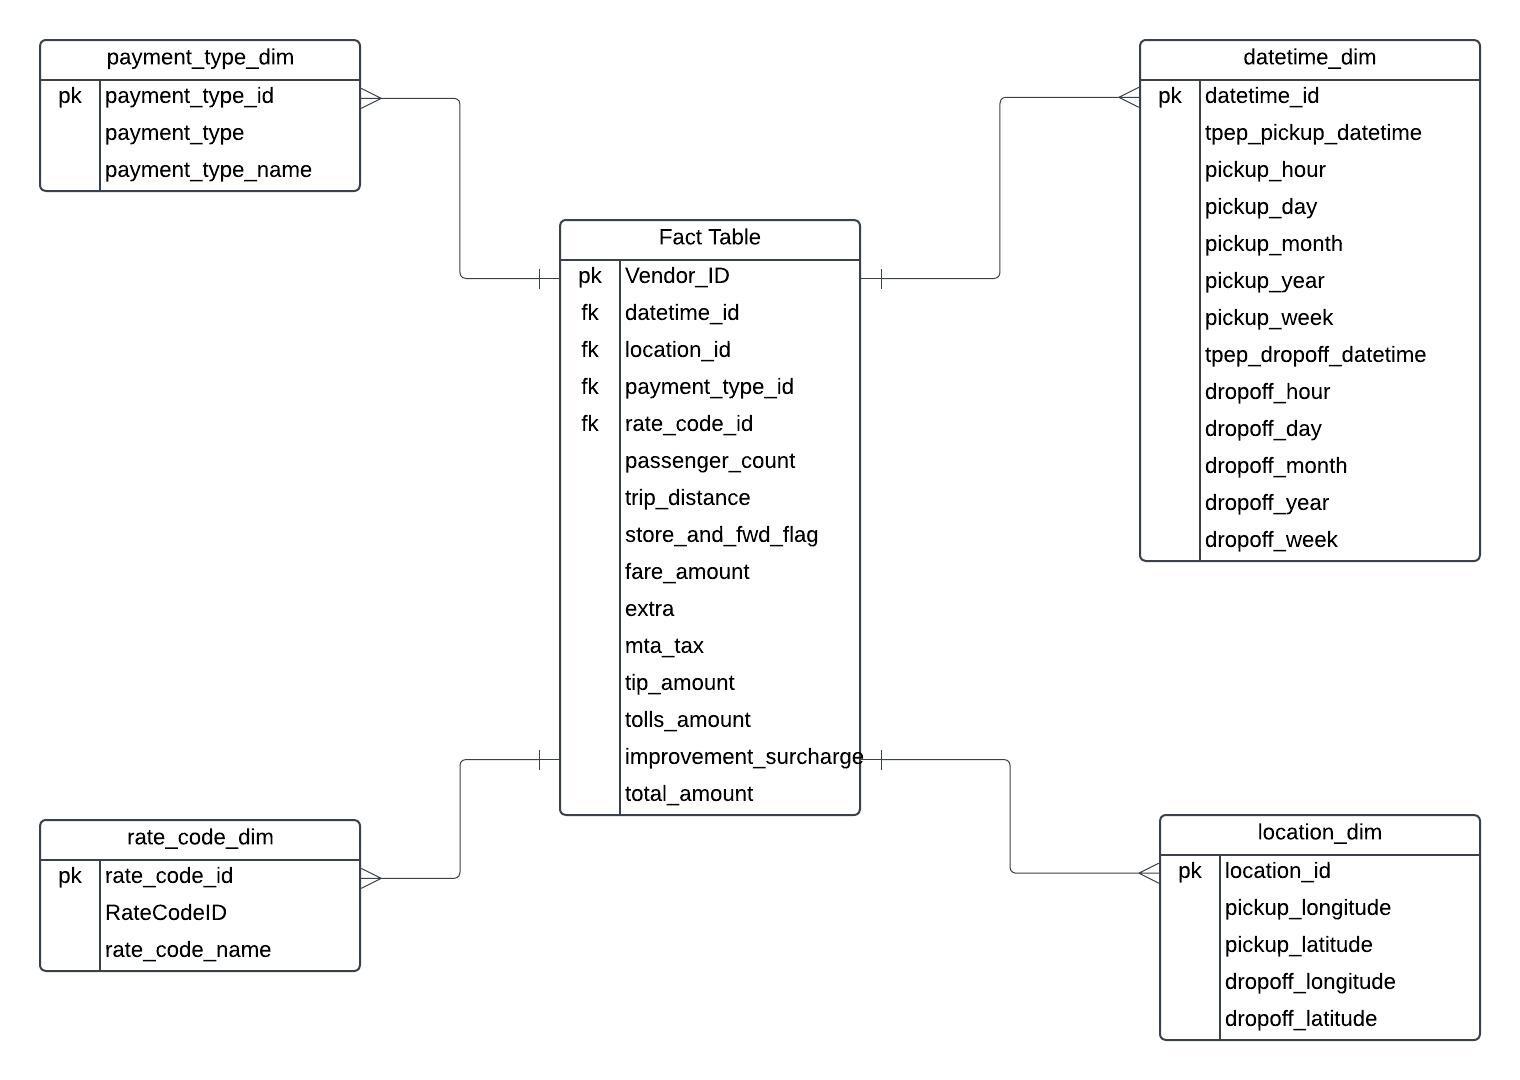 payment_type_dim
pk payment_type_id
payment_type
payment_type_name
datetime_dim
pk datetime_id
tpep_pickup_datetime
pickup_hour
pickup_day
pickup_month
pickup_year
pickup_week
tpep_dropoff_datetime
dropoff_hour
dropoff_day
dropoff_month
dropoff_year
dropoff_week
Fact Table
pk Vendor_ID
fk datetime_id
fk location_id
fk payment_type_id
fk rate_code_id
passenger_count
trip_distance
store_and_fwd_flag
fare_amount
extra
mta_tax
tip_amount
tolls_amount
improvement_surcharge
total_amount
rate_code_dim
pk rate_code_id
RateCodeID
rate_code_name
location_dim
pk location_id
pickup_longitude
pickup_latitude
dropoff_longitude
dropoff_latitude